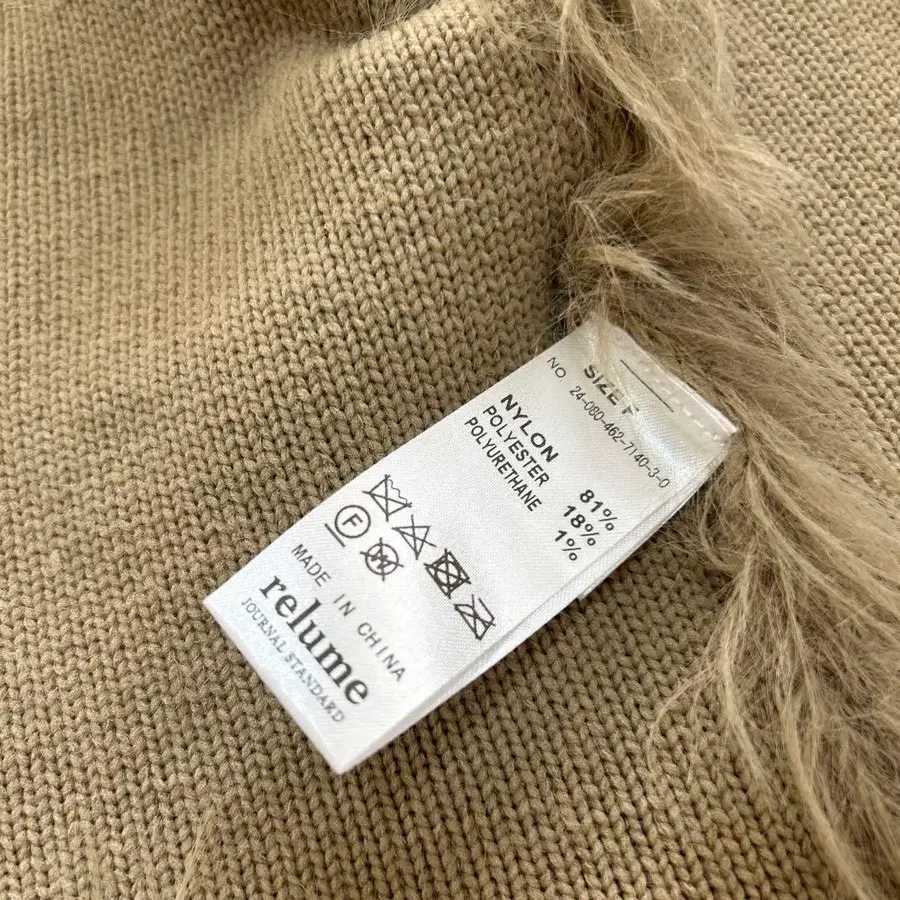 SIZE F
NO. 24-080-462-7140-3-0
NYLON 81%
POLYESTER 18%
POLYURETHANE 1%
F W
MADE IN CHINA
relume
JOURNAL STANDARD